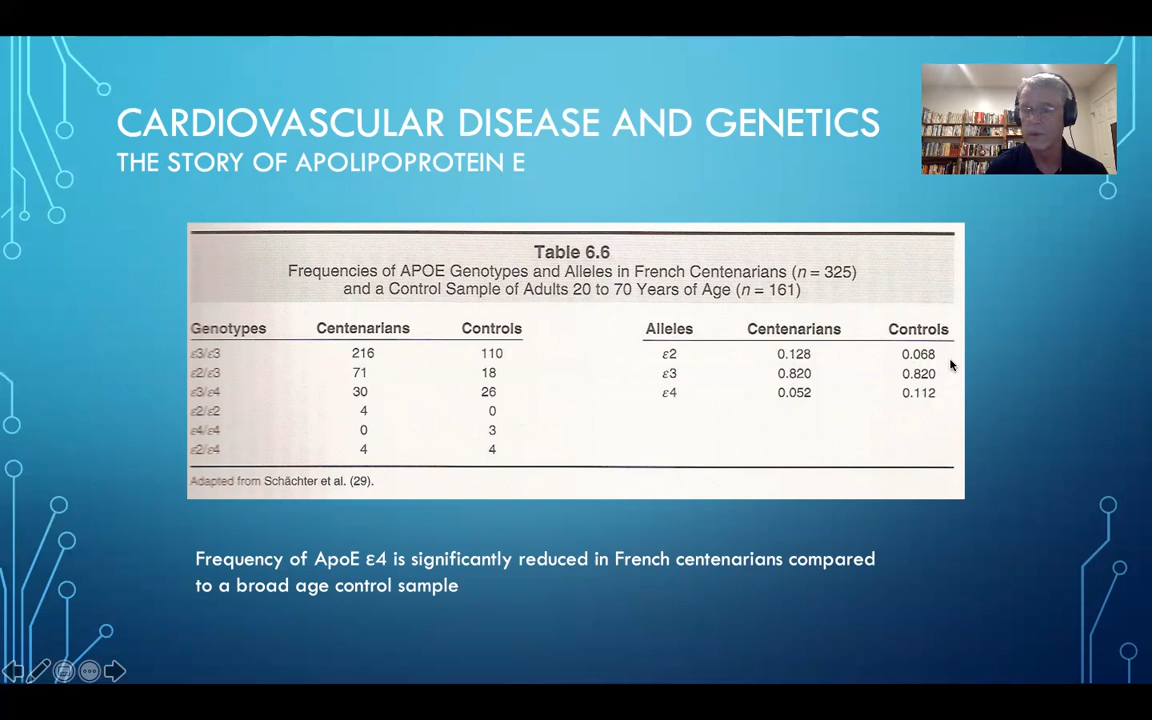 CARDIOVASCULAR DISEASE AND GENETICS
THE STORY OF APOLIPOPROTEIN E
Table 6.6
Frequencies of APOE Genotypes and Alleles in French Centenarians (n = 325)
and a Control Sample of Adults 20 to 70 Years of Age (n = 161)
Genotypes Centenarians Controls Alleles Centenarians Controls
ε3/ε3 216 110 ε2 0.128 0.068
ε2/ε3 71 18 ε3 0.820 0.820
ε3/ε4 30 26 ε4 0.052 0.112
ε2/ε2 4 0
ε4/ε4 0 3
ε2/ε4 4 4
Adapted from Schächter et al. (29).
Frequency of ApoE ε4 is significantly reduced in French centenarians compared
to a broad age control sample